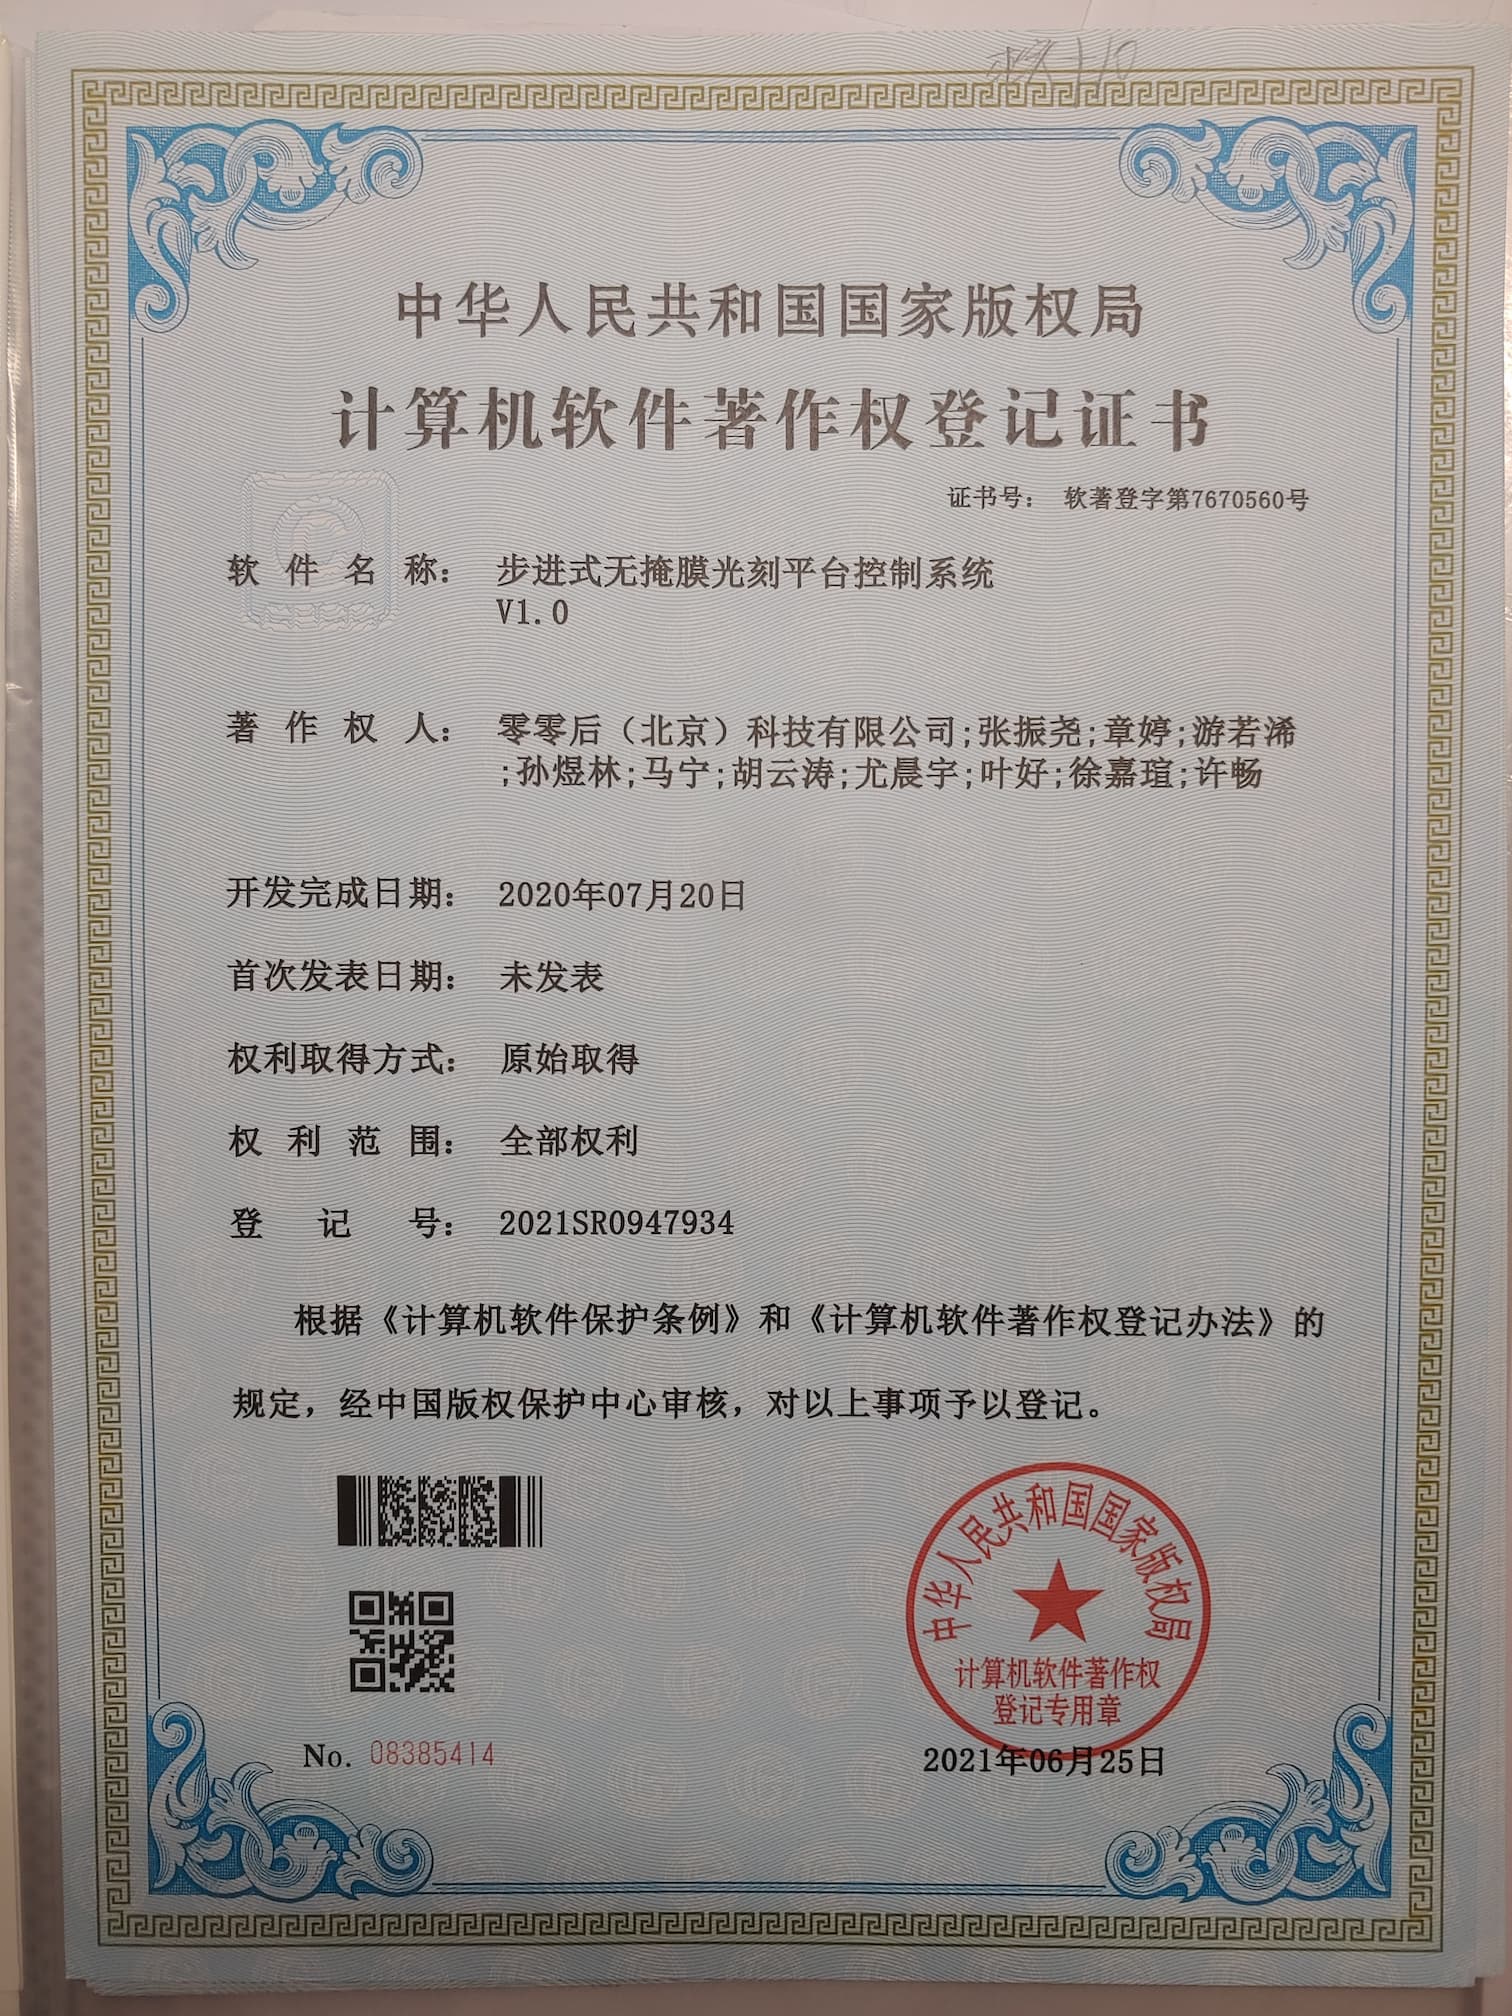 中华人民共和国国家版权局
计算机软件著作权登记证书
证书号： 软著登字第7670560号
软件名称： 步进式无掩膜光刻平台控制系统
V1.0
著作权人： 零零后（北京）科技有限公司;张振尧;章婷;游若浠
;孙煜林;马宁;胡云涛;尤晨宇;叶好;徐嘉瑄;许畅
开发完成日期： 2020年07月20日
首次发表日期： 未发表
权利取得方式： 原始取得
权利范围： 全部权利
登记号： 2021SR0947934
根据《计算机软件保护条例》和《计算机软件著作权登记办法》的
规定，经中国版权保护中心审核，对以上事项予以登记。
中华人民共和国国家版权局
计算机软件著作权
登记专用章
No. 08385414
2021年06月25日